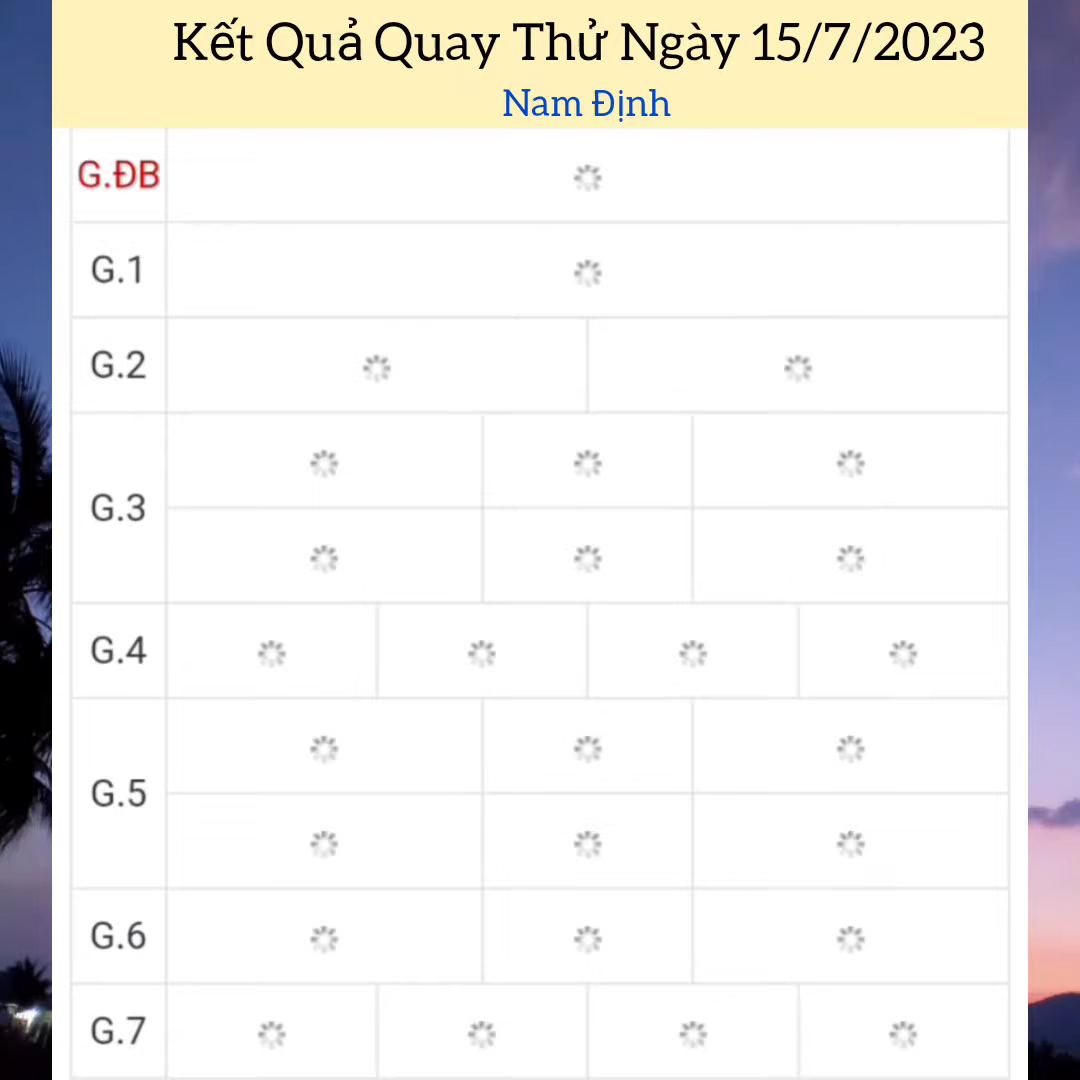 Kết Quả Quay Thử Ngày 15/7/2023
Nam Định
G.ĐB
G.1
G.2
G.3
G.4
G.5
G.6
G.7